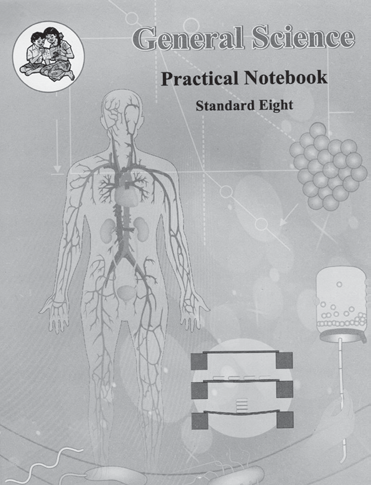 General Science
Practical Notebook
Standard Eight